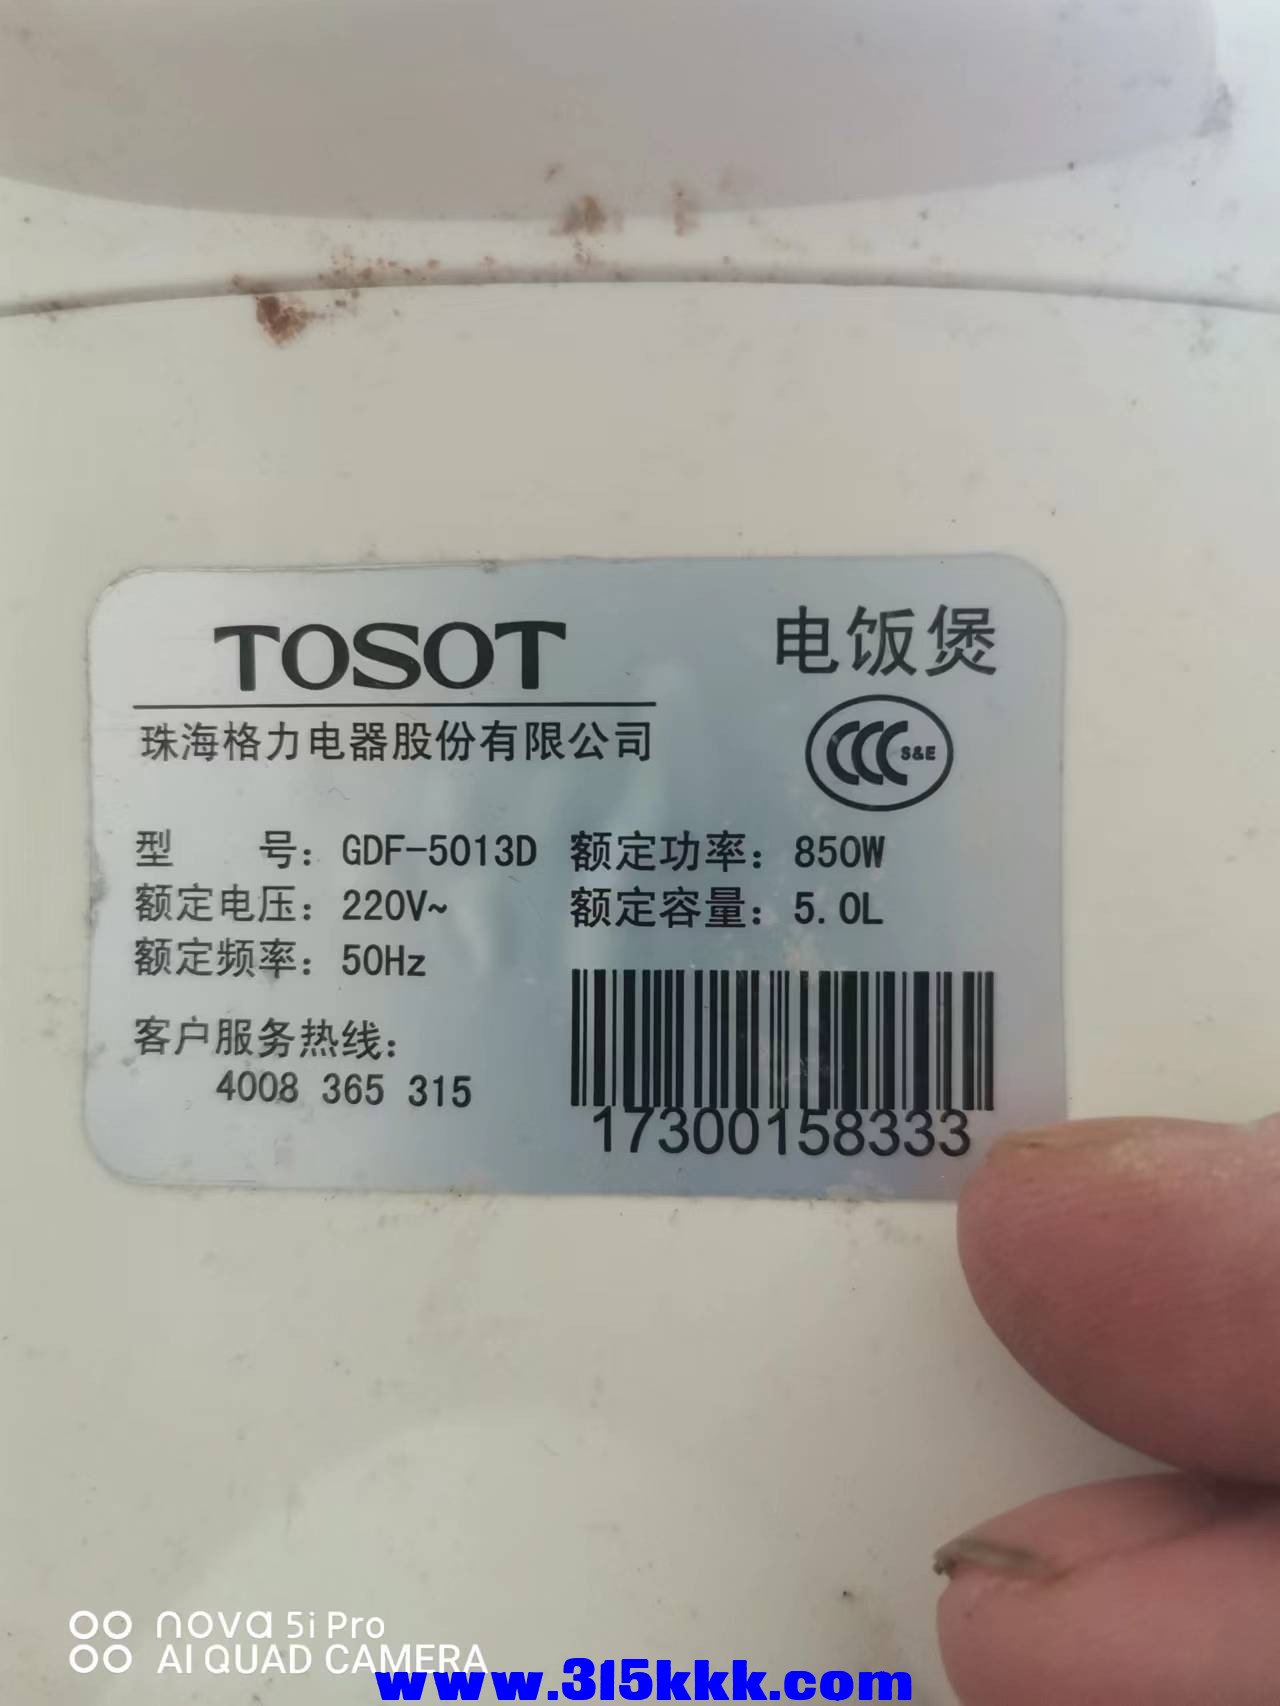 TOSOT
电饭煲
珠海格力电器股份有限公司
CCC S&E
型 号：GDF-5013D 额定功率：850W
额定电压：220V~ 额定容量：5.0L
额定频率：50Hz
客户服务热线：
4008 365 315
17300158333
nova 5i Pro
AI QUAD CAMERA
www.315kkk.com